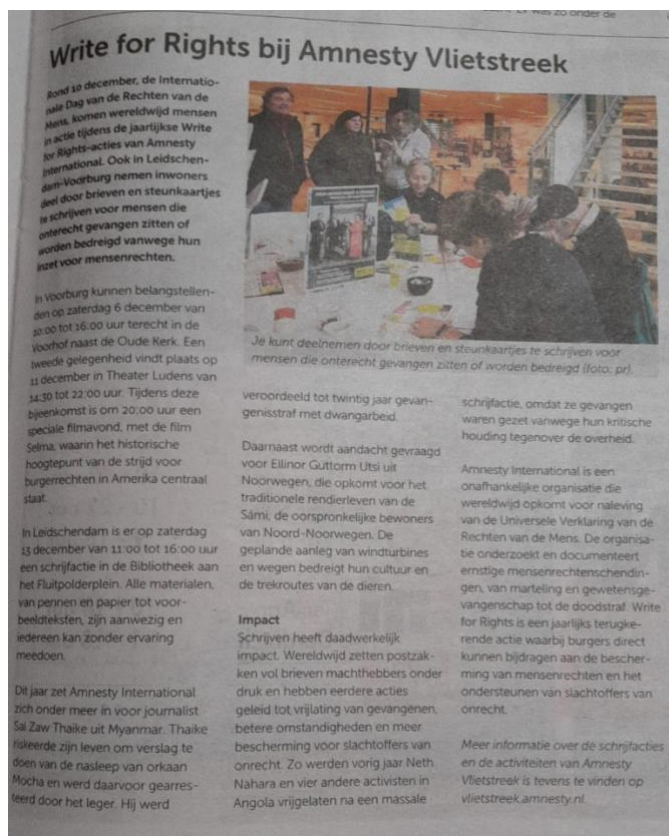 was zo onder de
Write for Rights bij Amnesty Vlietstreek
Rond 10 december, de Internatio-
nale Dag van de Rechten van de
Mens, komen wereldwijd mensen
in actie tijdens de jaarlijkse Write
for Rights-acties van Amnesty
International. Ook in Leidschen-
dam-Voorburg nemen inwoners
deel door brieven en steunkaartjes
te schrijven voor mensen die
onterecht gevangen zitten of
worden bedreigd vanwege hun
inzet voor mensenrechten.
In Voorburg kunnen belangstellen-
den op zaterdag 6 december van
10:00 tot 16:00 uur terecht in de
Voorhof naast de Oude Kerk. Een
tweede gelegenheid vindt plaats op
11 december in Theater Ludens van
14:30 tot 22:00 uur. Tijdens deze
bijeenkomst is om 20:00 uur een
speciale filmavond, met de film
Selma, waarin het historische
hoogtepunt van de strijd voor
burgerrechten in Amerika centraal
staat.
In Leidschendam is er op zaterdag
13 december van 11:00 tot 16:00 uur
een schrijfactie in de Bibliotheek aan
het Fluitpolderplein. Alle materialen,
van pennen en papier tot voor-
beeldteksten, zijn aanwezig en
iedereen kan zonder ervaring
meedoen.
Dit jaar zet Amnesty International
zich onder meer in voor journalist
Sai Zaw Thaike uit Myanmar. Thaike
riskeerde zijn leven om verslag te
doen van de nasleep van orkaan
Mocha en werd daarvoor gearres-
teerd door het leger. Hij werd
Je kunt deelnemen door brieven en steunkaartjes te schrijven voor
mensen die onterecht gevangen zitten of worden bedreigd (foto: pr).
veroordeeld tot twintig jaar gevan-
genisstraf met dwangarbeid.
Daarnaast wordt aandacht gevraagd
voor Ellinor Guttorm Utsi uit
Noorwegen, die opkomt voor het
traditionele rendierleven van de
Sámi, de oorspronkelijke bewoners
van Noord-Noorwegen. De
geplande aanleg van windturbines
en wegen bedreigt hun cultuur en
de trekroutes van de dieren.
Impact
Schrijven heeft daadwerkelijk
impact. Wereldwijd zetten postzak-
ken vol brieven machthebbers onder
druk en hebben eerdere acties
geleid tot vrijlating van gevangenen,
betere omstandigheden en meer
bescherming voor slachtoffers van
onrecht. Zo werden vorig jaar Neth
Nahara en vier andere activisten in
Angola vrijgelaten na een massale
schrijfactie, omdat ze gevangen
waren gezet vanwege hun kritische
houding tegenover de overheid.
Amnesty International is een
onafhankelijke organisatie die
wereldwijd opkomt voor naleving
van de Universele Verklaring van de
Rechten van de Mens. De organisa-
tie onderzoekt en documenteert
ernstige mensenrechtenschendin-
gen, van marteling en gewetensge-
vangenschap tot de doodstraf. Write
for Rights is een jaarlijks terugke-
rende actie waarbij burgers direct
kunnen bijdragen aan de bescher-
ming van mensenrechten en het
ondersteunen van slachtoffers van
onrecht.
Meer informatie over de schrijfacties
en de activiteiten van Amnesty
Vlietstreek is tevens te vinden op
vlietstreek.amnesty.nl.